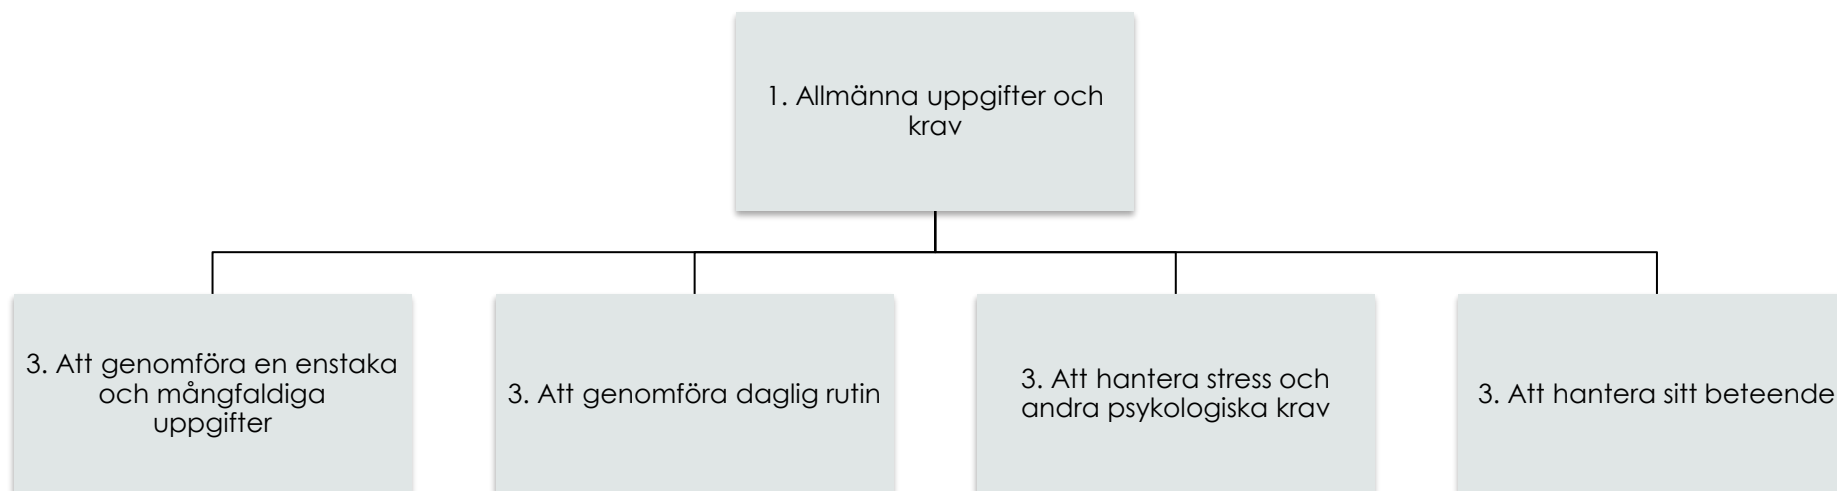 1. Allmänna uppgifter och
krav
3. Att genomföra en enstaka
och mångfaldiga
uppgifter
3. Att genomföra daglig rutin
3. Att hantera stress och
andra psykologiska krav
3. Att hantera sitt beteende